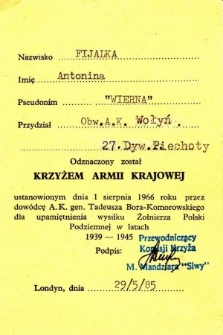 Nazwisko FIJALKA
Imię Antonina
Pseudonim "WIERNA"
Przydział Obw.A.K. Wołyń.
27.Dyw.Piechoty
Odznaczony został
KRZYŻEM ARMII KRAJOWEJ
ustanowionym dnia 1 sierpnia 1966 roku przez
dowódcę A.K. gen. Tadeusza Bora-Komorowskiego
dla upamiętnienia wysiłku Żołnierza Polski
Podziemnej w latach
1939 — 1945
Przewodniczący
Komisji Krzyża
Podpis:
M. Mandziara "Siwy"
Londyn, dnia 29/5/85